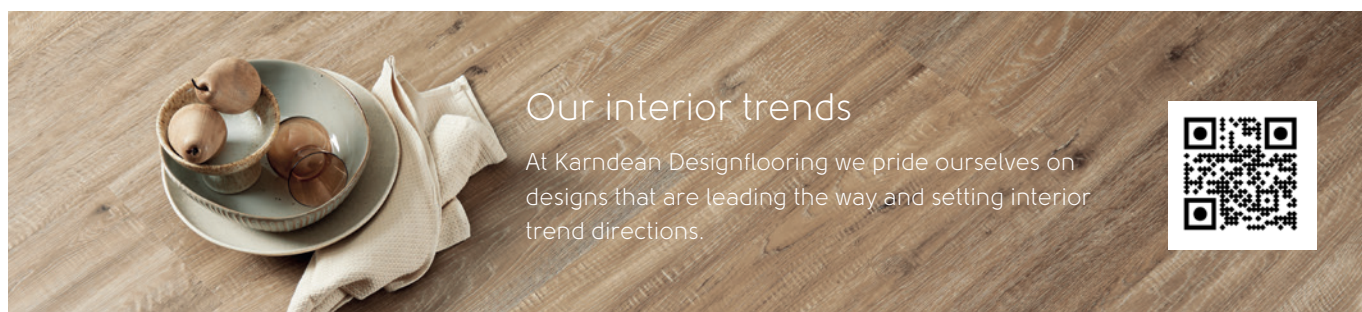 Our interior trends
At Karndean Designflooring we pride ourselves on
designs that are leading the way and setting interior
trend directions.